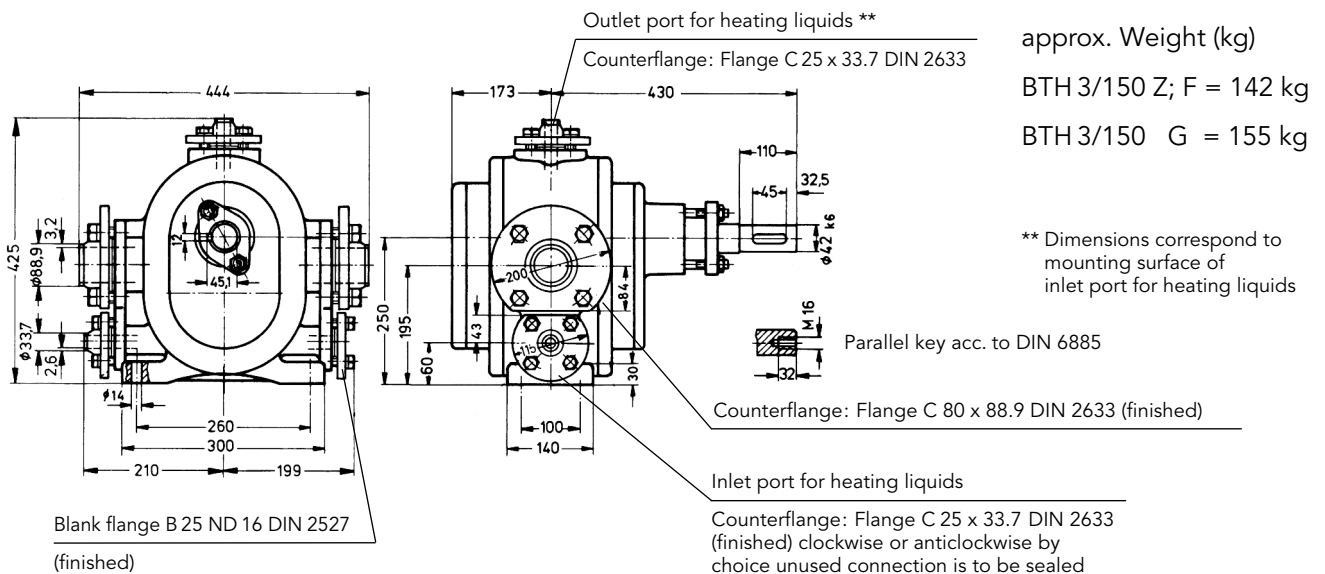 Outlet port for heating liquids **
Counterflange: Flange C 25 x 33.7 DIN 2633
approx. Weight (kg)
BTH 3/150 Z; F = 142 kg
BTH 3/150 G = 155 kg
444
173
430
110
45
32,5
425
3,2
ϕ88,9
ϕ33,7
2,6
12
45,1
ϕ14
260
300
210
199
200
84
ϕ42 k6
250
195
60
43
115
30
100
140
M 16
32
** Dimensions correspond to
mounting surface of
inlet port for heating liquids
Parallel key acc. to DIN 6885
Counterflange: Flange C 80 x 88.9 DIN 2633 (finished)
Inlet port for heating liquids
Counterflange: Flange C 25 x 33.7 DIN 2633
(finished) clockwise or anticlockwise by
choice unused connection is to be sealed
Blank flange B 25 ND 16 DIN 2527
(finished)